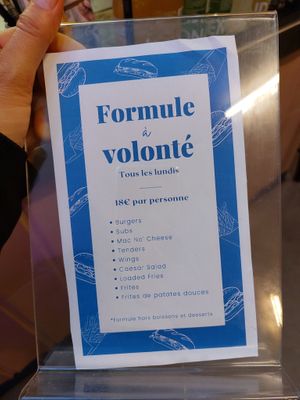 Formule
à
volonté
Tous les lundis
18€ par personne
• Burgers
• Subs
• Mac No' Cheese
• Tenders
• Wings
• Caesar Salad
• Loaded Fries
• Frites
• Frites de patates douces
*Formule hors boissons et desserts